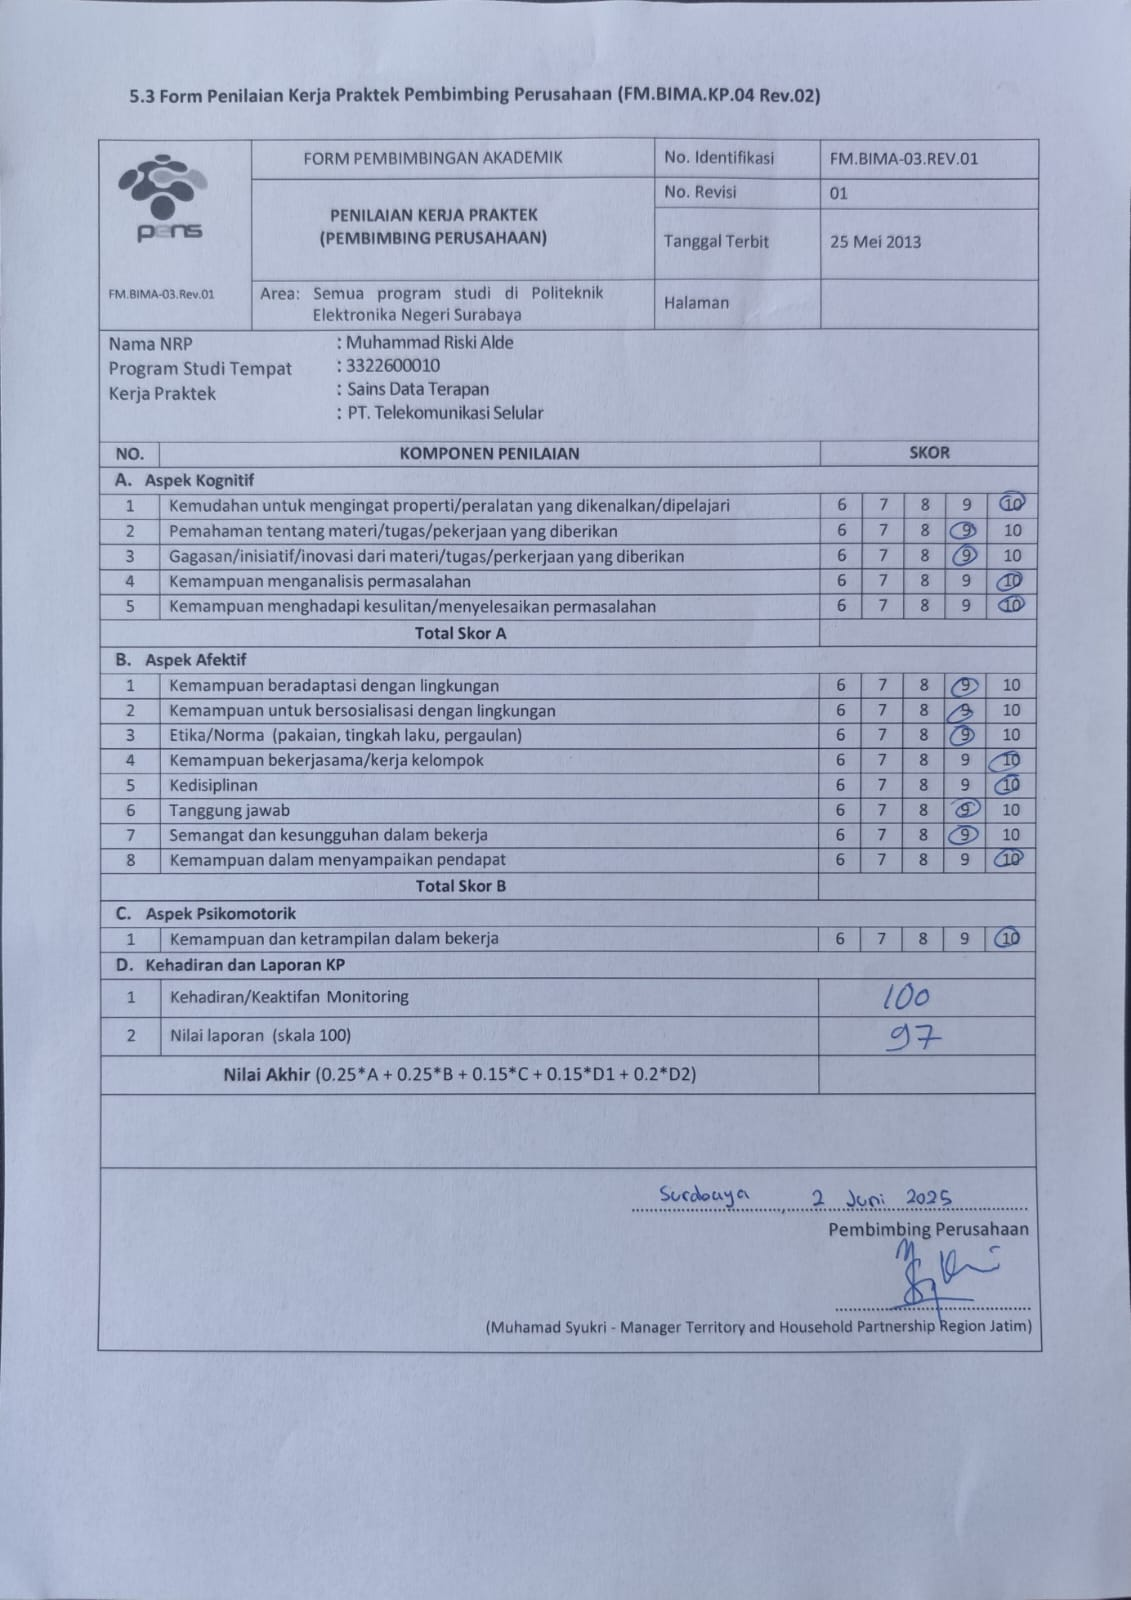 5.3 Form Penilaian Kerja Praktek Pembimbing Perusahaan (FM.BIMA.KP.04 Rev.02)
pens
FM.BIMA-03.Rev.01
FORM PEMBIMBINGAN AKADEMIK
PENILAIAN KERJA PRAKTEK
(PEMBIMBING PERUSAHAAN)
Area: Semua program studi di Politeknik
Elektronika Negeri Surabaya
No. Identifikasi FM.BIMA-03.REV.01
No. Revisi 01
Tanggal Terbit 25 Mei 2013
Halaman
Nama NRP : Muhammad Riski Alde
Program Studi Tempat : 3322600010
Kerja Praktek : Sains Data Terapan
: PT. Telekomunikasi Selular
NO. KOMPONEN PENILAIAN SKOR
A. Aspek Kognitif
1 Kemudahan untuk mengingat properti/peralatan yang dikenalkan/dipelajari 6 7 8 9 10
2 Pemahaman tentang materi/tugas/pekerjaan yang diberikan 6 7 8 9 10
3 Gagasan/inisiatif/inovasi dari materi/tugas/perkerjaan yang diberikan 6 7 8 9 10
4 Kemampuan menganalisis permasalahan 6 7 8 9 10
5 Kemampuan menghadapi kesulitan/menyelesaikan permasalahan 6 7 8 9 10
Total Skor A
B. Aspek Afektif
1 Kemampuan beradaptasi dengan lingkungan 6 7 8 9 10
2 Kemampuan untuk bersosialisasi dengan lingkungan 6 7 8 9 10
3 Etika/Norma (pakaian, tingkah laku, pergaulan) 6 7 8 9 10
4 Kemampuan bekerjasama/kerja kelompok 6 7 8 9 10
5 Kedisiplinan 6 7 8 9 10
6 Tanggung jawab 6 7 8 9 10
7 Semangat dan kesungguhan dalam bekerja 6 7 8 9 10
8 Kemampuan dalam menyampaikan pendapat 6 7 8 9 10
Total Skor B
C. Aspek Psikomotorik
1 Kemampuan dan ketrampilan dalam bekerja 6 7 8 9 10
D. Kehadiran dan Laporan KP
1 Kehadiran/Keaktifan Monitoring 100
2 Nilai laporan (skala 100) 97
Nilai Akhir (0.25*A + 0.25*B + 0.15*C + 0.15*D1 + 0.2*D2)
Surabaya, 2 Juni 2025
Pembimbing Perusahaan
(Muhamad Syukri - Manager Territory and Household Partnership Region Jatim)